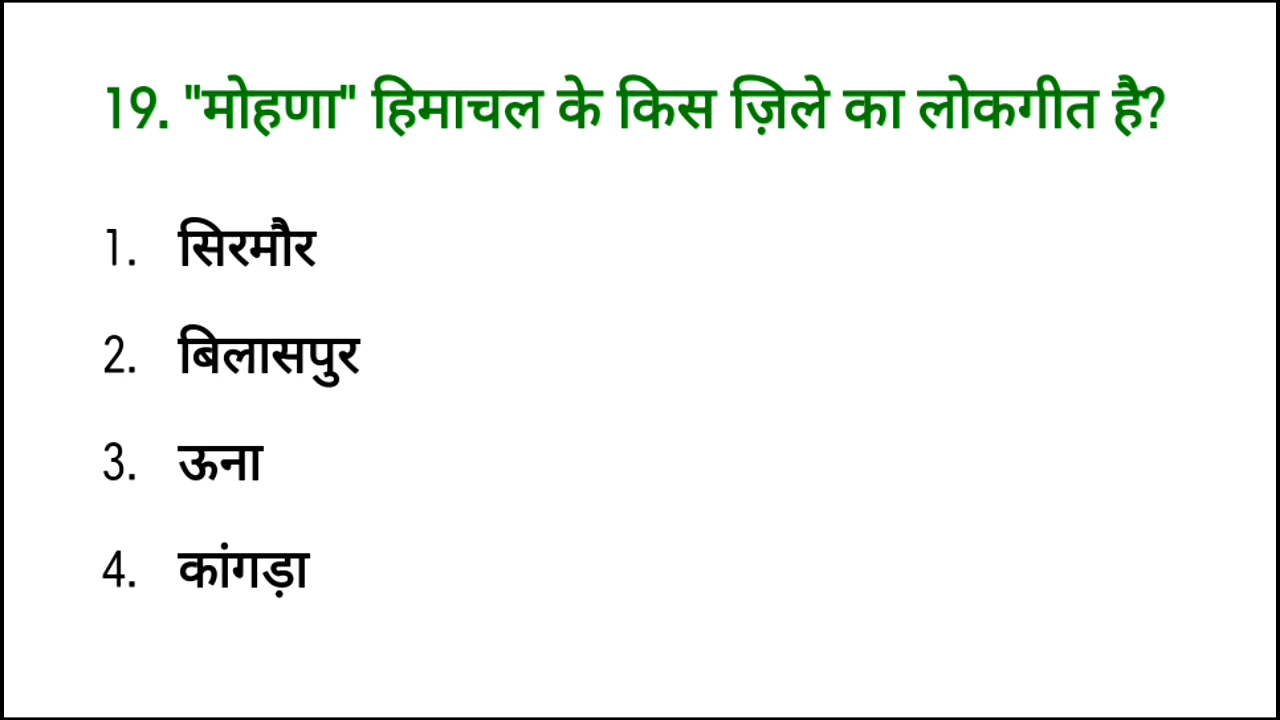 19. "मोहणा" हिमाचल के किस ज़िले का लोकगीत है?
1. सिरमौर
2. बिलासपुर
3. ऊना
4. कांगड़ा